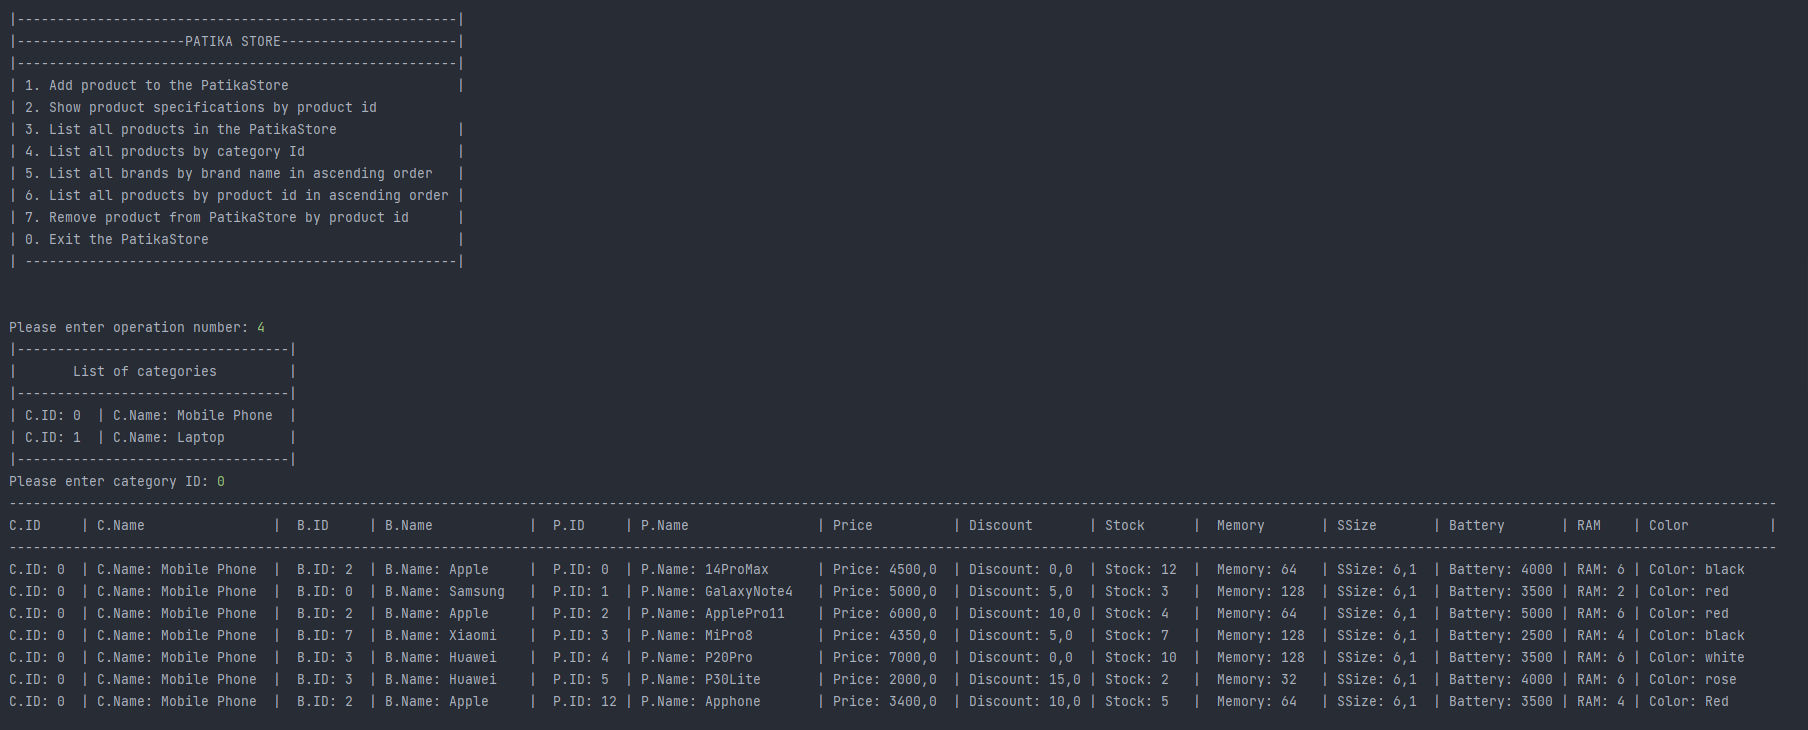 |-------------------------------------------------------|
|---------------------PATIKA STORE----------------------|
|-------------------------------------------------------|
| 1. Add product to the PatikaStore                     |
| 2. Show product specifications by product id
| 3. List all products in the PatikaStore               |
| 4. List all products by category Id                   |
| 5. List all brands by brand name in ascending order   |
| 6. List all products by product id in ascending order |
| 7. Remove product from PatikaStore by product id      |
| 0. Exit the PatikaStore                               |
| ------------------------------------------------------|
Please enter operation number: 4
|----------------------------------|
|       List of categories         |
|----------------------------------|
| C.ID: 0  | C.Name: Mobile Phone  |
| C.ID: 1  | C.Name: Laptop        |
|----------------------------------|
Please enter category ID: 0
-----------------------------------------------------------------------------------------------------------------------------------------------------------------------------------------------------------------------------
C.ID     | C.Name                |  B.ID     | B.Name            |  P.ID     | P.Name                | Price          | Discount       | Stock      |  Memory       | SSize       | Battery       | RAM    | Color          |
-----------------------------------------------------------------------------------------------------------------------------------------------------------------------------------------------------------------------------
C.ID: 0  | C.Name: Mobile Phone  |  B.ID: 2  | B.Name: Apple     |  P.ID: 0  | P.Name: 14ProMax      | Price: 4500,0  | Discount: 0,0  | Stock: 12  |  Memory: 64   | SSize: 6,1  | Battery: 4000 | RAM: 6 | Color: black
C.ID: 0  | C.Name: Mobile Phone  |  B.ID: 0  | B.Name: Samsung   |  P.ID: 1  | P.Name: GalaxyNote4   | Price: 5000,0  | Discount: 5,0  | Stock: 3   |  Memory: 128  | SSize: 6,1  | Battery: 3500 | RAM: 2 | Color: red
C.ID: 0  | C.Name: Mobile Phone  |  B.ID: 2  | B.Name: Apple     |  P.ID: 2  | P.Name: ApplePro11    | Price: 6000,0  | Discount: 10,0 | Stock: 4   |  Memory: 64   | SSize: 6,1  | Battery: 5000 | RAM: 6 | Color: red
C.ID: 0  | C.Name: Mobile Phone  |  B.ID: 7  | B.Name: Xiaomi    |  P.ID: 3  | P.Name: MiPro8        | Price: 4350,0  | Discount: 5,0  | Stock: 7   |  Memory: 128  | SSize: 6,1  | Battery: 2500 | RAM: 4 | Color: black
C.ID: 0  | C.Name: Mobile Phone  |  B.ID: 3  | B.Name: Huawei    |  P.ID: 4  | P.Name: P20Pro        | Price: 7000,0  | Discount: 0,0  | Stock: 10  |  Memory: 128  | SSize: 6,1  | Battery: 3500 | RAM: 6 | Color: white
C.ID: 0  | C.Name: Mobile Phone  |  B.ID: 3  | B.Name: Huawei    |  P.ID: 5  | P.Name: P30Lite       | Price: 2000,0  | Discount: 15,0 | Stock: 2   |  Memory: 32   | SSize: 6,1  | Battery: 4000 | RAM: 6 | Color: rose
C.ID: 0  | C.Name: Mobile Phone  |  B.ID: 2  | B.Name: Apple     |  P.ID: 12 | P.Name: Apphone       | Price: 3400,0  | Discount: 10,0 | Stock: 5   |  Memory: 64   | SSize: 6,1  | Battery: 3500 | RAM: 4 | Color: Red